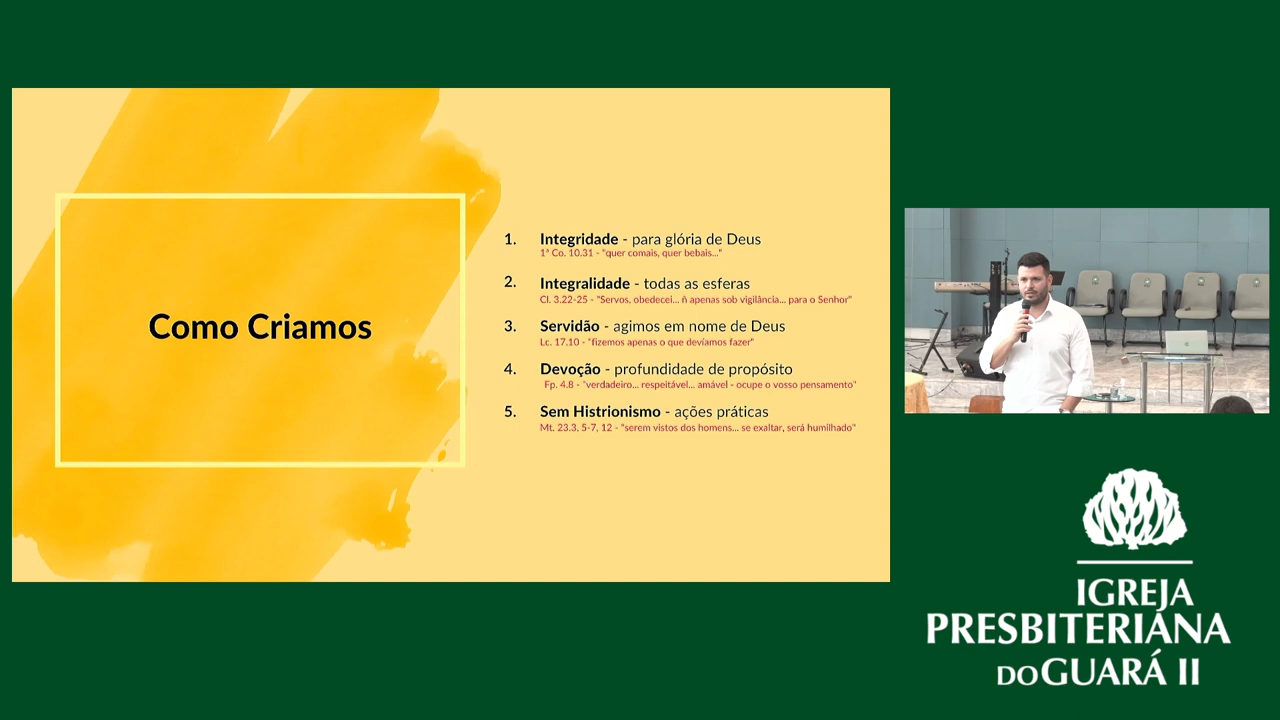 Como Criamos
1. Integridade - para glória de Deus
1ª Co. 10.31 - "quer comais, quer bebais..."
2. Integralidade - todas as esferas
Cl. 3.22-25 - "Servos, obedecei... ñ apenas sob vigilância... para o Senhor"
3. Servidão - agimos em nome de Deus
Lc. 17.10 - "fizemos apenas o que devíamos fazer"
4. Devoção - profundidade de propósito
Fp. 4.8 - "verdadeiro... respeitável... amável - ocupe o vosso pensamento"
5. Sem Histrionismo - ações práticas
Mt. 23.3, 5-7, 12 - "serem vistos dos homens... se exaltar, será humilhado"
IGREJA
PRESBITERIANA
DO GUARÁ II